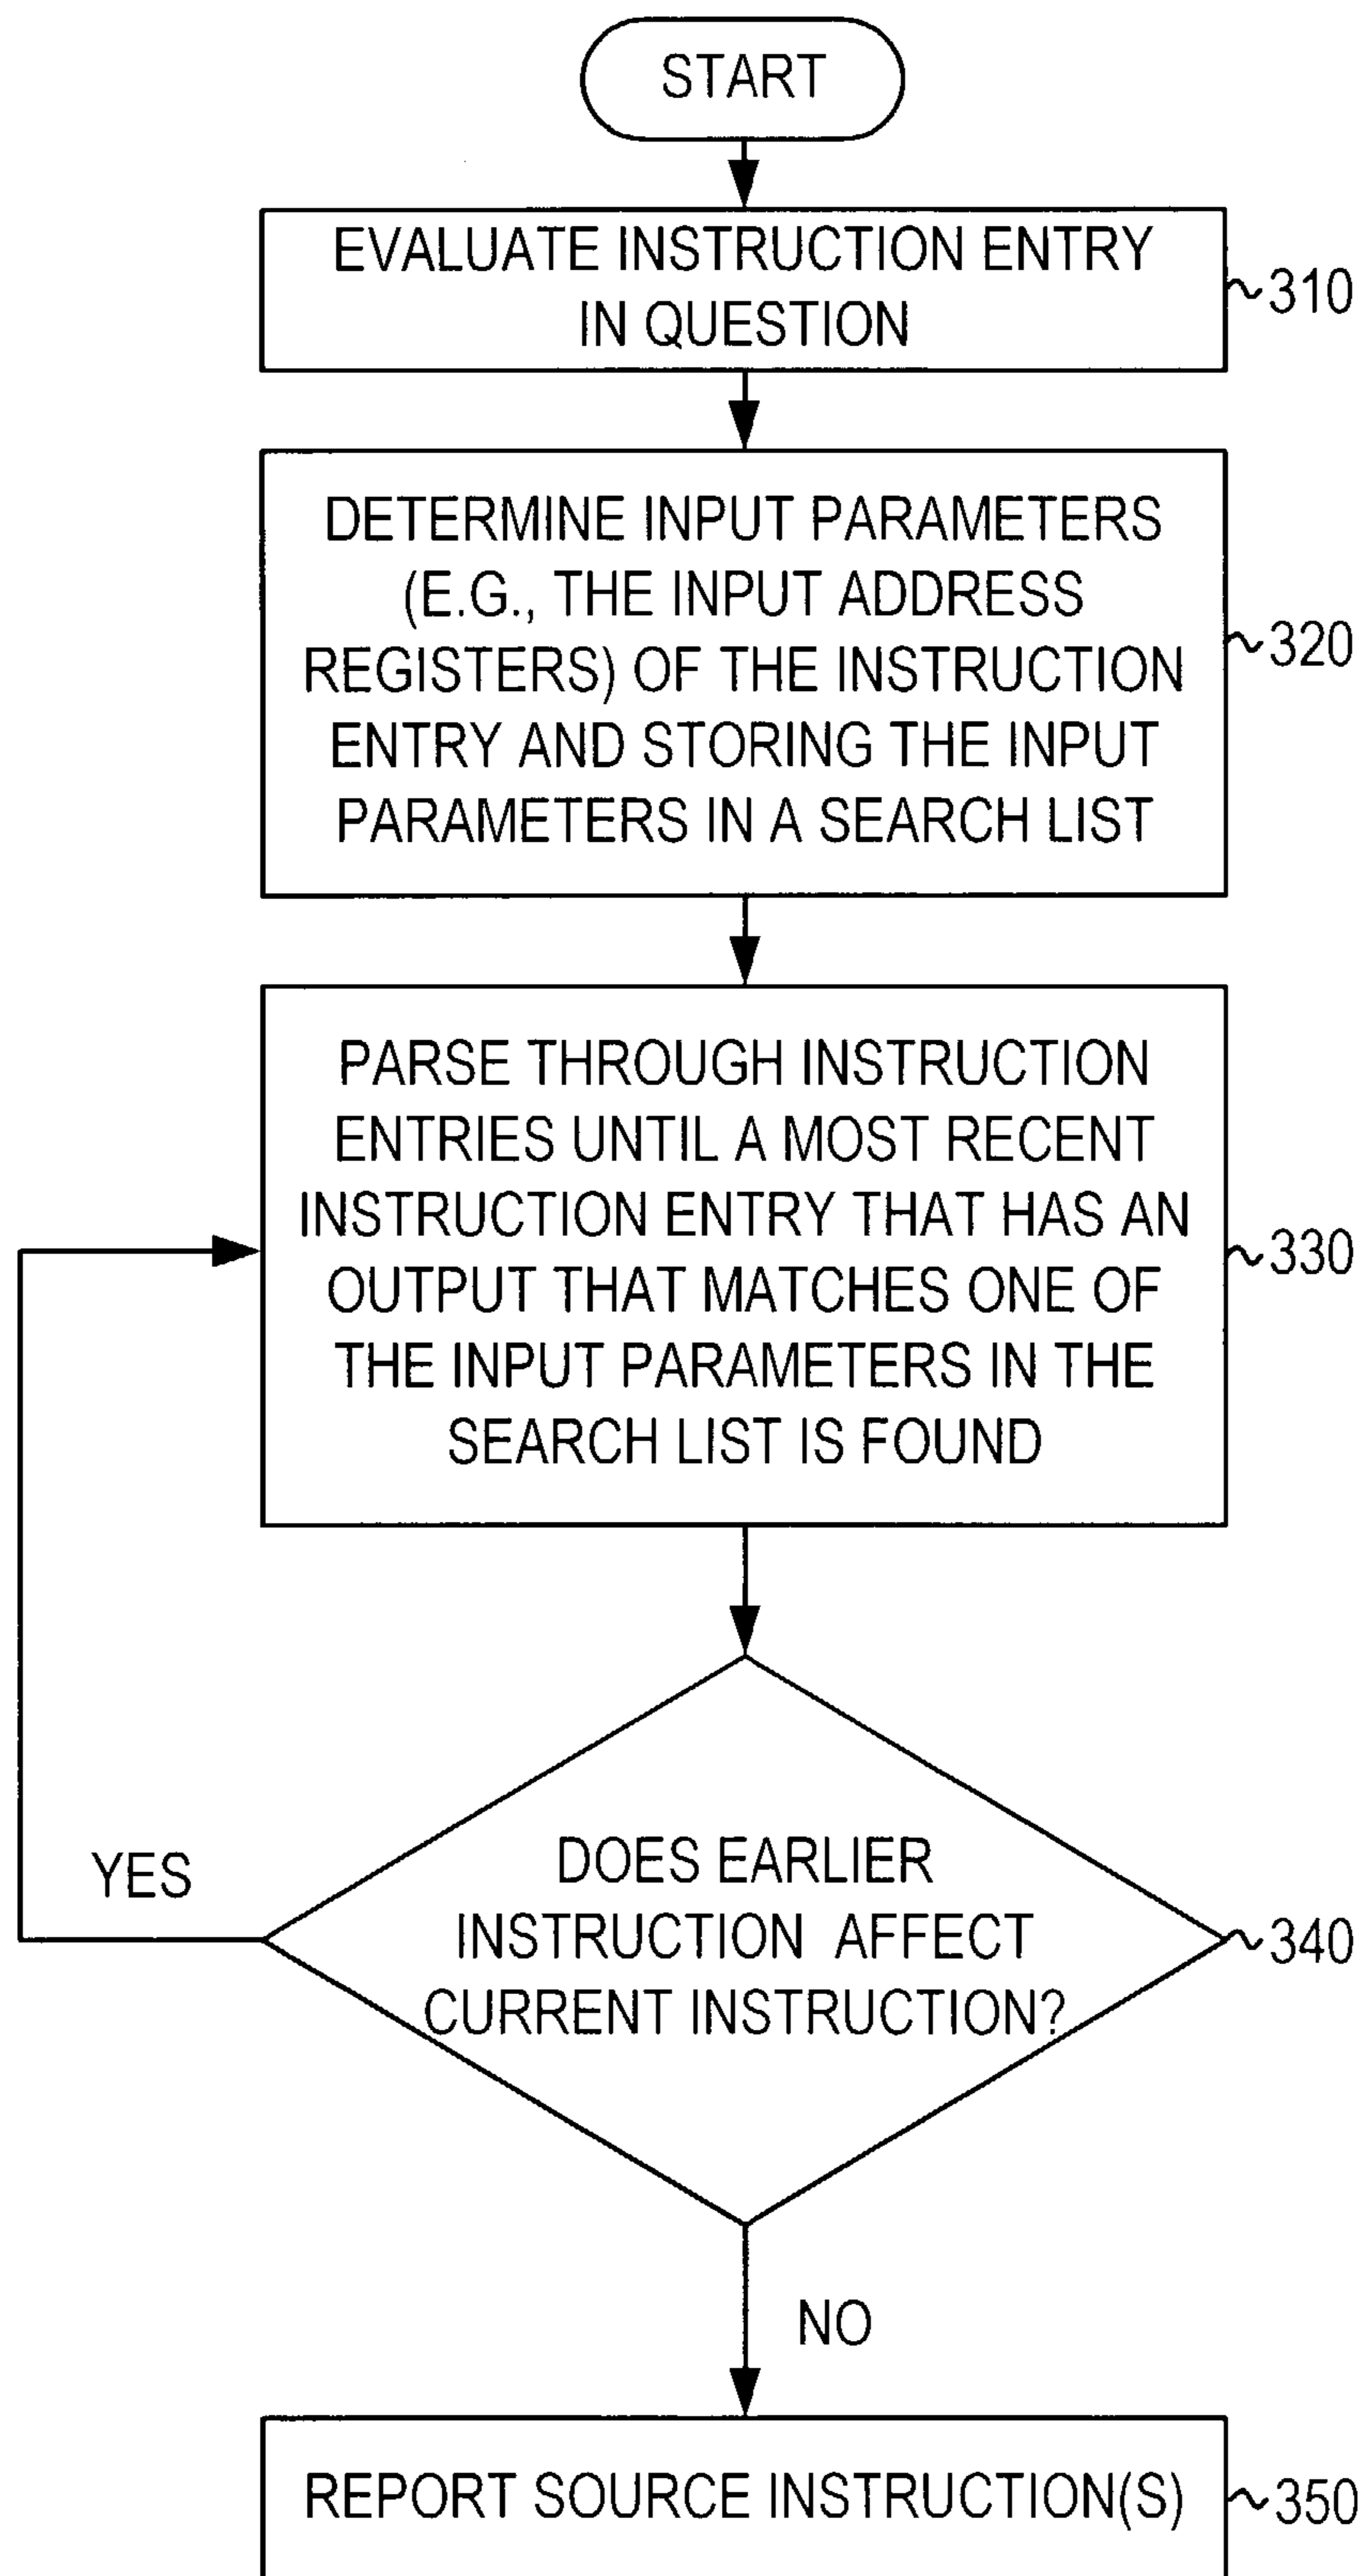 START
EVALUATE INSTRUCTION ENTRY
IN QUESTION
310
DETERMINE INPUT PARAMETERS
(E.G., THE INPUT ADDRESS
REGISTERS) OF THE INSTRUCTION
ENTRY AND STORING THE INPUT
PARAMETERS IN A SEARCH LIST
320
PARSE THROUGH INSTRUCTION
ENTRIES UNTIL A MOST RECENT
INSTRUCTION ENTRY THAT HAS AN
OUTPUT THAT MATCHES ONE OF
THE INPUT PARAMETERS IN THE
SEARCH LIST IS FOUND
330
YES
DOES EARLIER
INSTRUCTION AFFECT
CURRENT INSTRUCTION?
340
NO
REPORT SOURCE INSTRUCTION(S)
350